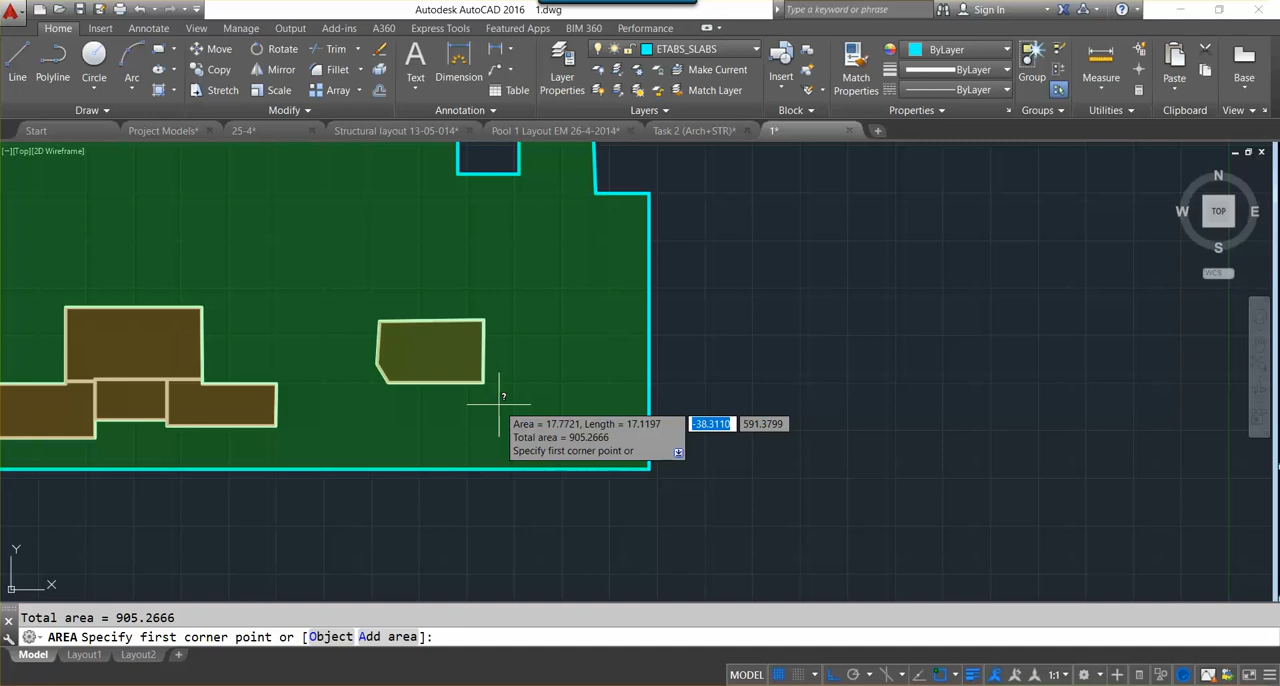 Autodesk AutoCAD 2016 1.dwg
Type a keyword or phrase
Sign In
Home Insert Annotate View Manage Output Add-ins A360 Express Tools Featured Apps BIM 360 Performance
Line
Polyline
Circle
Arc
Draw
Move
Rotate
Trim
Copy
Mirror
Fillet
Stretch
Scale
Array
Modify
Text
Dimension
Table
Annotation
Layer
Properties
ETABS_SLABS
Make Current
Match Layer
Layers
Insert
Block
Match
Properties
ByLayer
ByLayer
ByLayer
Properties
Group
Groups
Measure
Utilities
Paste
Clipboard
Base
View
Start
Project Models*
25-4*
Structural layout 13-05-014*
Pool 1 Layout EM 26-4-2014*
Task 2 (Arch+STR)*
1*
[−][Top][2D Wireframe]
N
W TOP E
S
WCS
?
Area = 17.7721, Length = 17.1197
Total area = 905.2666
Specify first corner point or
-38.3110 591.3799
Y
X
Total area = 905.2666
AREA Specify first corner point or [Object Add area]:
Model Layout1 Layout2 +
MODEL
1:1